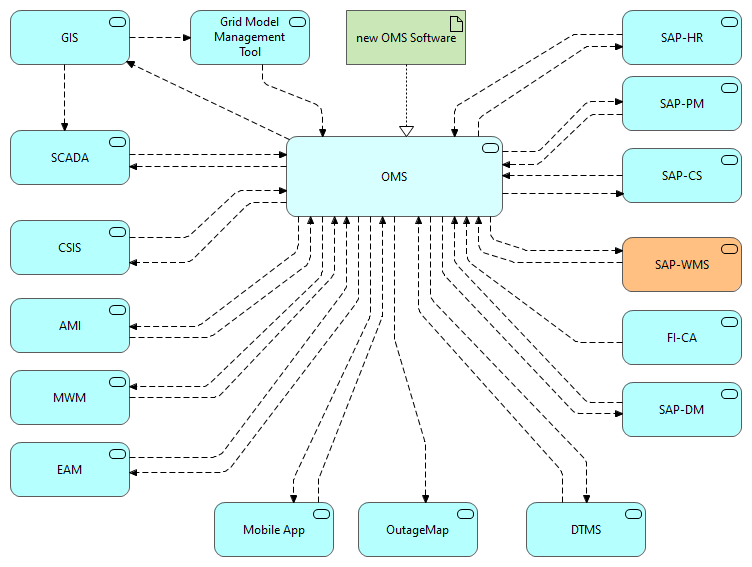 GIS
Grid Model
Management
Tool
new OMS Software
SAP-HR
SAP-PM
SCADA
OMS
SAP-CS
CSIS
SAP-WMS
AMI
FI-CA
MWM
SAP-DM
EAM
Mobile App
OutageMap
DTMS